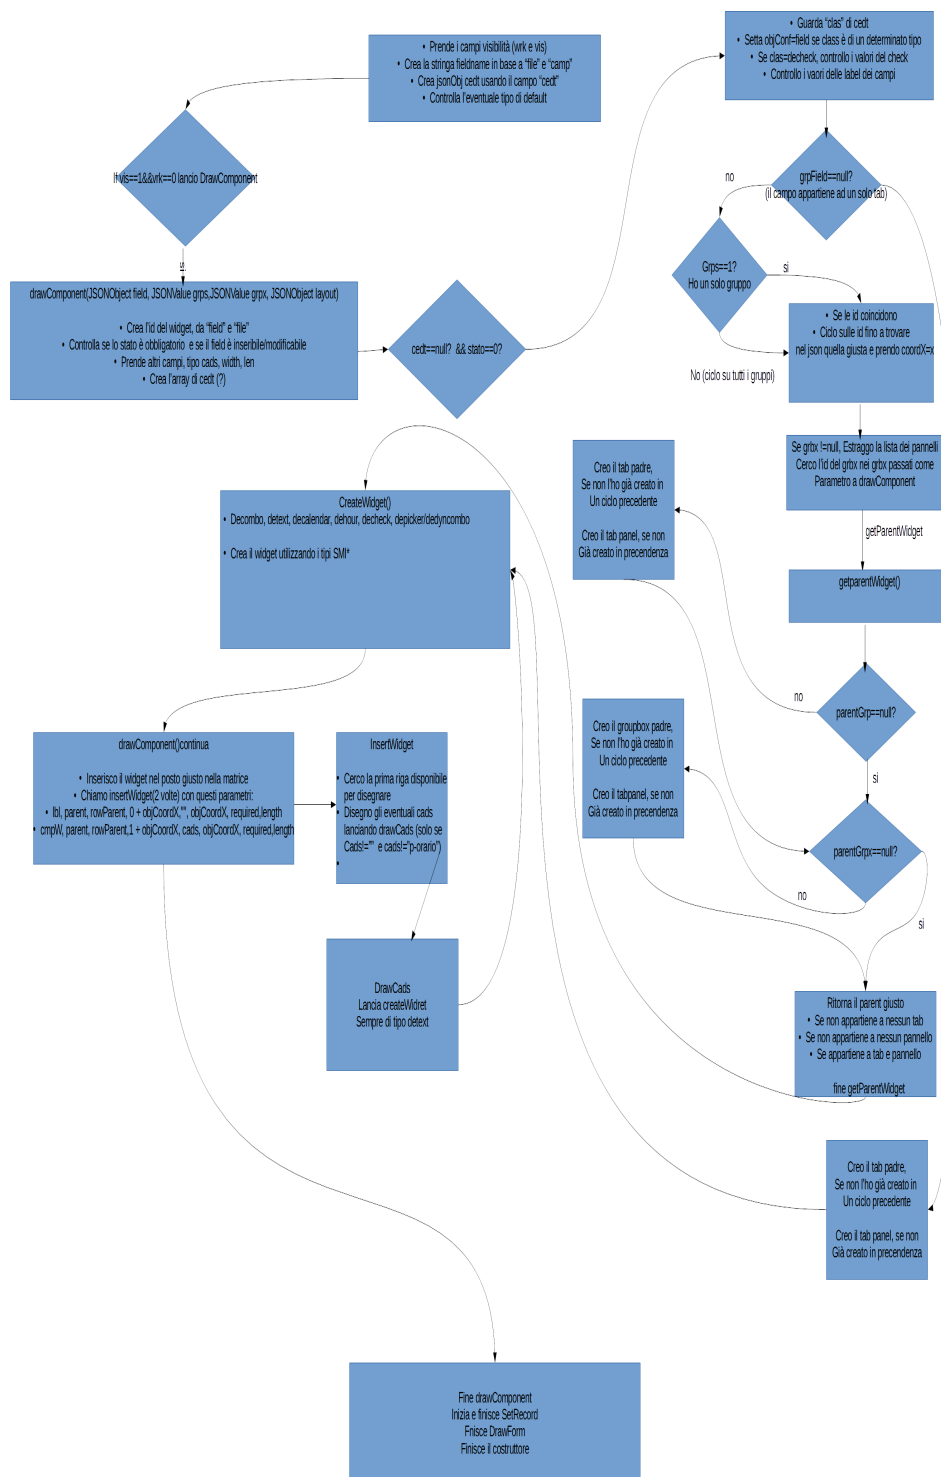 • Prende i campi visibilità (wrk e vis)
• Crea la stringa fieldname in base a “file” e “camp”
• Crea jsonObj cedt usando il campo “cedt”
• Controlla l’eventuale tipo di default
If vis==1&&wrk==0 lancio DrawComponent
si
drawComponent(JSONObject field, JSONValue grps,JSONValue grpx, JSONObject layout)
• Crea l’id del widget, da “field” e “file”
• Controlla se lo stato è obbligatorio e se il field è inseribile/modificabile
• Prende altri campi, tipo cads, width, len
• Crea l’array di cedt (?)
cedt==null? && stato==0?
• Guarda “clas” di cedt
• Setta objConf=field se class è di un determinato tipo
• Se clas=decheck, controllo i valori del check
• Controllo i vaori delle label dei campi
grpField==null?
(il campo appartiene ad un solo tab)
no
Grps==1?
Ho un solo gruppo
si
No (ciclo su tutti i gruppi)
• Se le id coincidono
• Ciclo sulle id fino a trovare
nel json quella giusta e prendo coordX=x
Se grbx !=null, Estraggo la lista dei pannelli
Cerco l’id del grbx nei grbx passati come
Parametro a drawComponent
getParentWidget
getparentWidget()
parentGrp==null?
no
si
Creo il tab padre,
Se non l’ho già creato in
Un ciclo precedente
Creo il tab panel, se non
Già creato in precendenza
parentGrpx==null?
no
si
Creo il groupbox padre,
Se non l’ho già creato in
Un ciclo precedente
Creo il tabpanel, se non
Già creato in precendenza
Ritorna il parent giusto
• Se non appartiene a nessun tab
• Se non appartiene a nessun pannello
• Se appartiene a tab e pannello
fine getParentWidget
Creo il tab padre,
Se non l’ho già creato in
Un ciclo precedente
Creo il tab panel, se non
Già creato in precendenza
CreateWidget()
• Decombo, detext, decalendar, dehour, decheck, depicker/dedyncombo
• Crea il widget utilizzando i tipi SMI*
drawComponent()continua
• Inserisco il widget nel posto giusto nella matrice
• Chiamo insertWidget(2 volte) con questi parametri:
• lbl, parent, rowParent, 0 + objCoordX,"", objCoordX, required,length
• cmpW, parent, rowParent,1 + objCoordX, cads, objCoordX, required,length
InsertWidget
• Cerco la prima riga disponibile
per disegnare
• Disegno gli eventuali cads
lanciando drawCads (solo se
Cads!=”” e cads!=”p-orario”)
•
DrawCads
Lancia createWidret
Sempre di tipo detext
Fine drawComponent
Inizia e finisce SetRecord
Fnisce DrawForm
Finisce il costruttore